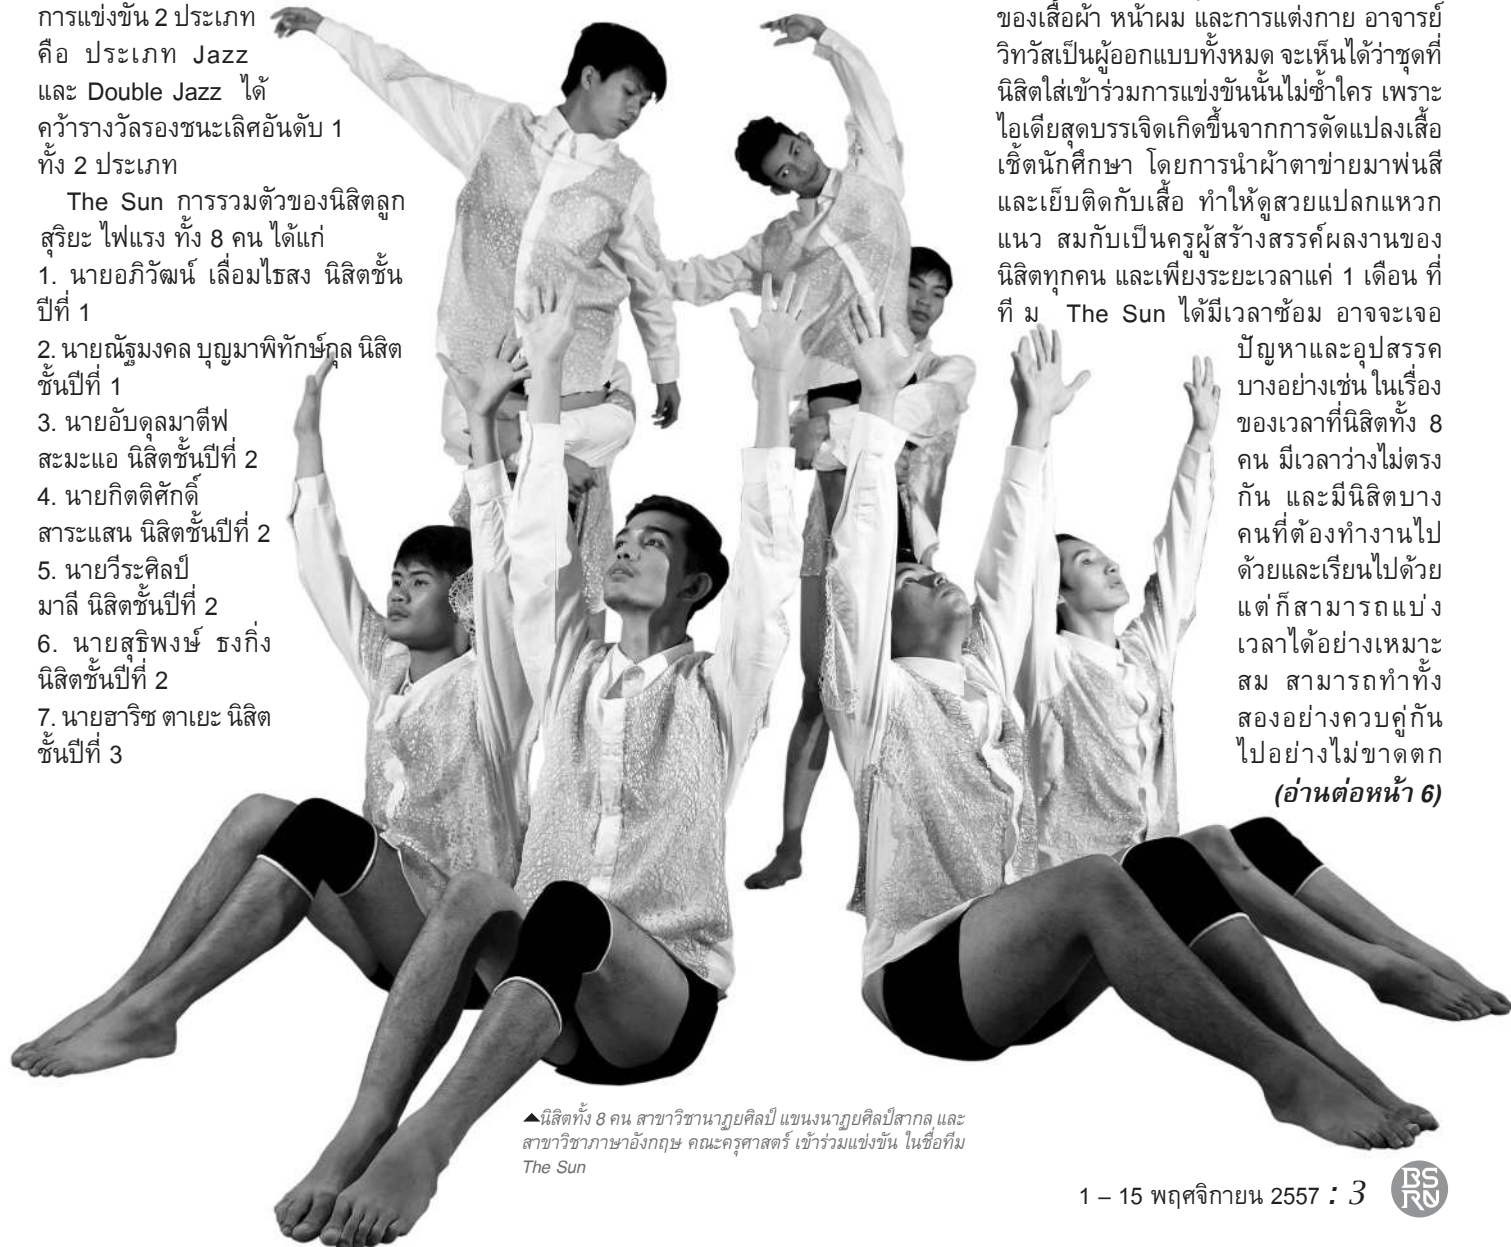 การแข่งขัน 2 ประเภท
คือ ประเภท Jazz
และ Double Jazz ได้
คว้ารางวัลรองชนะเลิศอันดับ 1
ทั้ง 2 ประเภท
The Sun การรวมตัวของนิสิตลูก
สุริยะ ไฟแรง ทั้ง 8 คน ได้แก่
1. นายอภิวัฒน์ เลื่อมไธสง นิสิตชั้น
ปีที่ 1
2. นายณัฐมงคล บุญมาพิทักษ์กุล นิสิต
ชั้นปีที่ 1
3. นายอับดุลมาตีฟ
สะมะแอ นิสิตชั้นปีที่ 2
4. นายกิตติศักดิ์
สาระแสน นิสิตชั้นปีที่ 2
5. นายวีระศิลป์
มาลี นิสิตชั้นปีที่ 2
6. นายสุธิพงษ์ ธงกิ่ง
นิสิตชั้นปีที่ 2
7. นายฮาริซ ตาเยะ นิสิต
ชั้นปีที่ 3
ของเสื้อผ้า หน้าผม และการแต่งกาย อาจารย์
วิทวัสเป็นผู้ออกแบบทั้งหมด จะเห็นได้ว่าชุดที่
นิสิตใส่เข้าร่วมการแข่งขันนั้นไม่ซ้ำใคร เพราะ
ไอเดียสุดบรรเจิดเกิดขึ้นจากการดัดแปลงเสื้อ
เชิ้ตนักศึกษา โดยการนำผ้าตาข่ายมาพ่นสี
และเย็บติดกับเสื้อ ทำให้ดูสวยแปลกแหวก
แนว สมกับเป็นครูผู้สร้างสรรค์ผลงานของ
นิสิตทุกคน และเพียงระยะเวลาแค่ 1 เดือน ที่
ที ม The Sun ได้มีเวลาซ้อม อาจจะเจอ
ปัญหาและอุปสรรค
บางอย่างเช่น ในเรื่อง
ของเวลาที่นิสิตทั้ง 8
คน มีเวลาว่างไม่ตรง
กัน และมีนิสิตบาง
คนที่ต้องทำงานไป
ด้วยและเรียนไปด้วย
แต่ก็สามารถแบ่ง
เวลาได้อย่างเหมาะ
สม สามารถทำทั้ง
สองอย่างควบคู่กัน
ไปอย่างไม่ขาดตก
(อ่านต่อหน้า 6)
▲นิสิตทั้ง 8 คน สาขาวิชานาฏยศิลป์ แขนงนาฏยศิลป์สากล และ
สาขาวิชาภาษาอังกฤษ คณะครุศาสตร์ เข้าร่วมแข่งขัน ในชื่อทีม
The Sun
1 – 15 พฤศจิกายน 2557 : 3
BS
RU